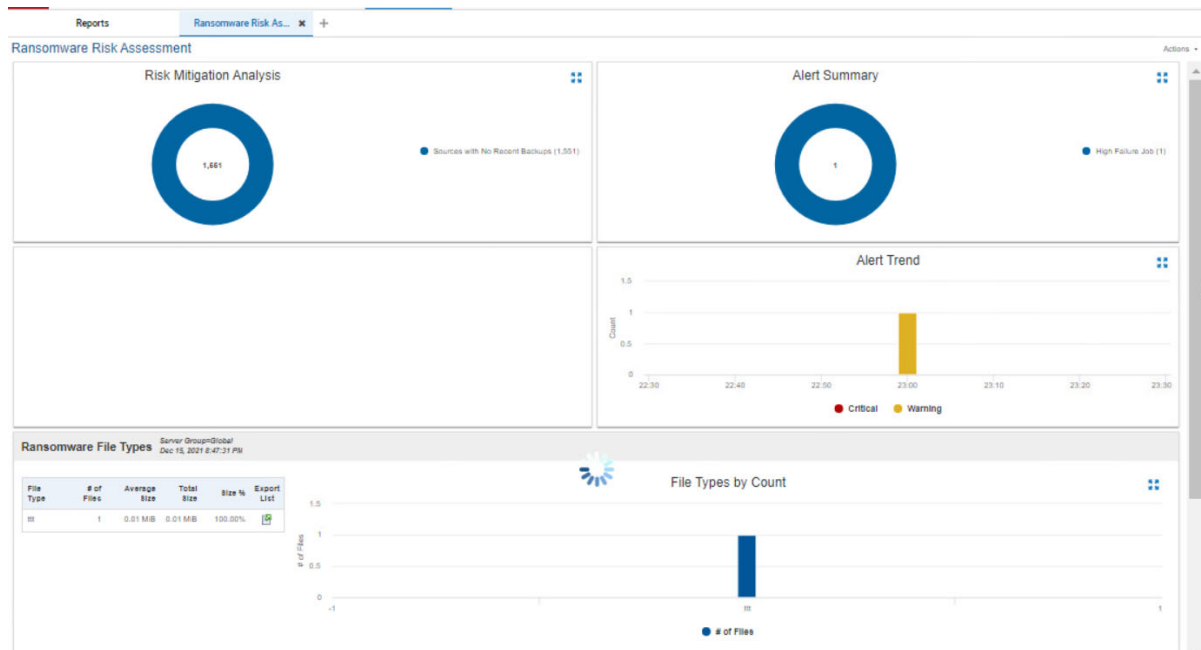 Reports
Ransomware Risk As... ✖ +
Ransomware Risk Assessment
Actions
Risk Mitigation Analysis
1,551
Sources with No Recent Backups (1,551)
Alert Summary
1
High Failure Job (1)
Alert Trend
1.5
1
0.5
0
Count
22:30 22:40 22:50 23:00 23:10 23:20 23:30
Critical Warning
Ransomware File Types
Server Group=Global
Dec 15, 2021 8:47:31 PM
File Type # of Files Average Size Total Size Size % Export List
ttt 1 0.01 MiB 0.01 MiB 100.00%
File Types by Count
1.5
1
0.5
0
# of Files
-1 ttt 1
# of Files